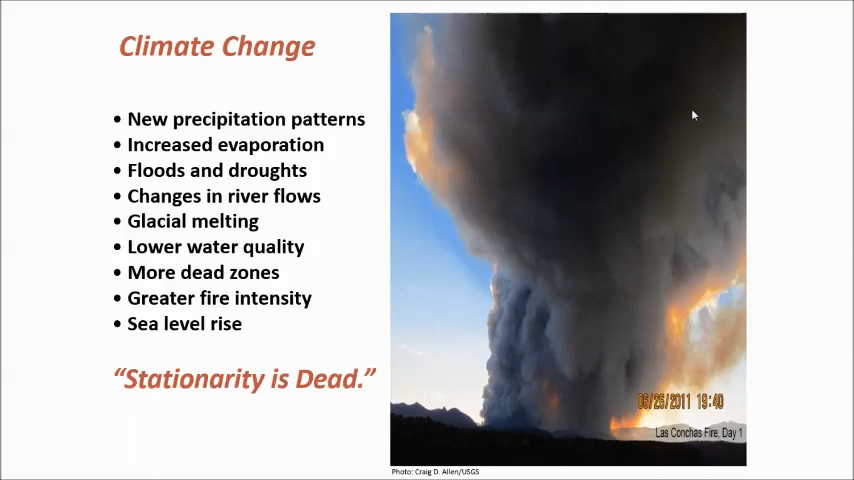 Climate Change
• New precipitation patterns
• Increased evaporation
• Floods and droughts
• Changes in river flows
• Glacial melting
• Lower water quality
• More dead zones
• Greater fire intensity
• Sea level rise
“Stationarity is Dead.”
06/26/2011 19:40
Las Conchas Fire, Day 1
Photo: Craig D. Allen/USGS